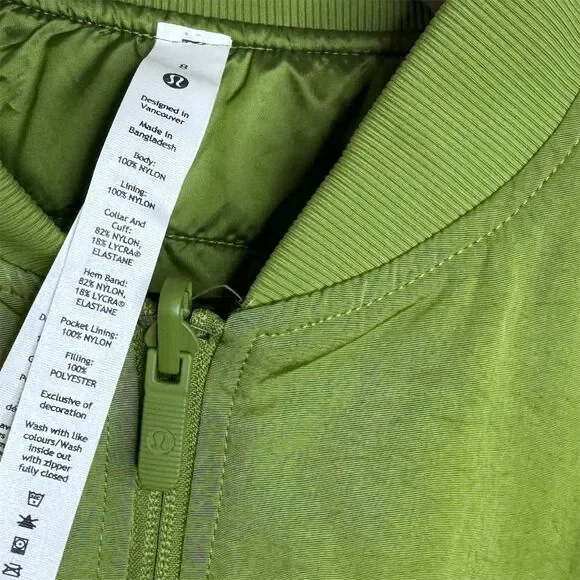 8
Designed in
Vancouver
Made in
Bangladesh
Body:
100% NYLON
Lining:
100% NYLON
Collar And
Cuff:
82% NYLON,
18% LYCRA®
ELASTANE
Hem Band:
82% NYLON,
18% LYCRA®
ELASTANE
Pocket Lining:
100% NYLON
Filling:
100%
POLYESTER
Exclusive of
decoration
Wash with like
colours/Wash
inside out
with zipper
fully closed